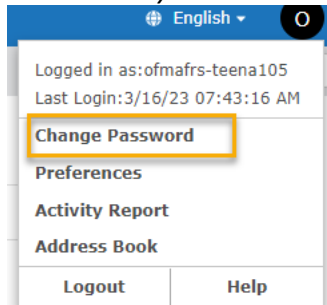 English
O
Logged in as:ofmafrs-teena105
Last Login:3/16/23 07:43:16 AM
Change Password
Preferences
Activity Report
Address Book
Logout Help